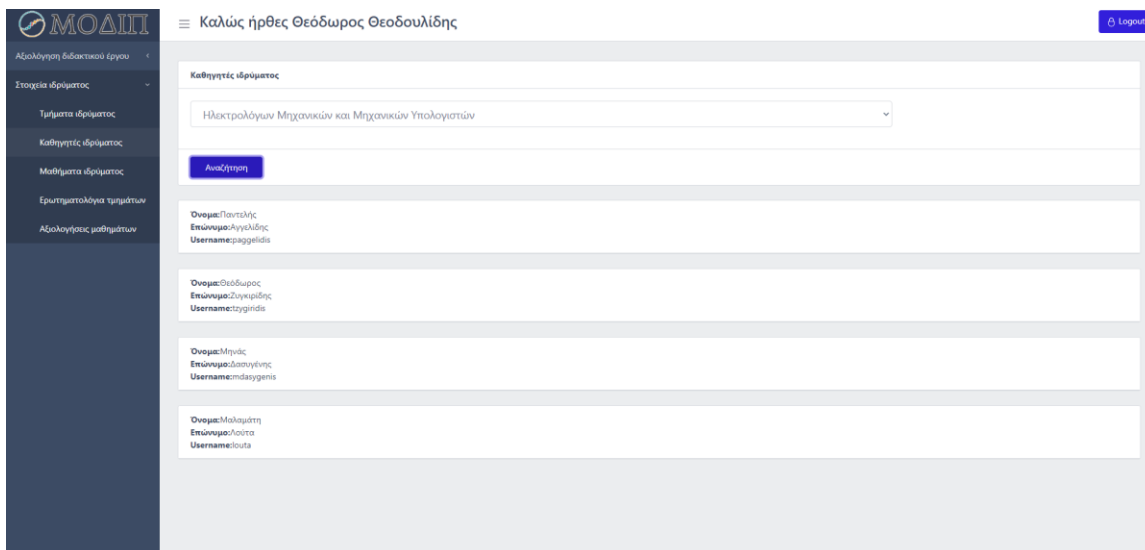 ΜΟΔΙΠ
Καλώς ήρθες Θεόδωρος Θεοδουλίδης
Logout
Αξιολόγηση διδακτικού έργου
Στοιχεία ιδρύματος
Τμήματα ιδρύματος
Καθηγητές ιδρύματος
Μαθήματα ιδρύματος
Ερωτηματολόγια τμημάτων
Αξιολογήσεις μαθημάτων
Καθηγητές ιδρύματος
Ηλεκτρολόγων Μηχανικών και Μηχανικών Υπολογιστών
Αναζήτηση
Όνομα:Παντελής
Επώνυμο:Αγγελίδης
Username:paggelidis
Όνομα:Θεόδωρος
Επώνυμο:Ζυγκιρίδης
Username:tzygiridis
Όνομα:Μηνάς
Επώνυμο:Δασυγένης
Username:mdasygenis
Όνομα:Μαλαμάτη
Επώνυμο:Λούτα
Username:louta